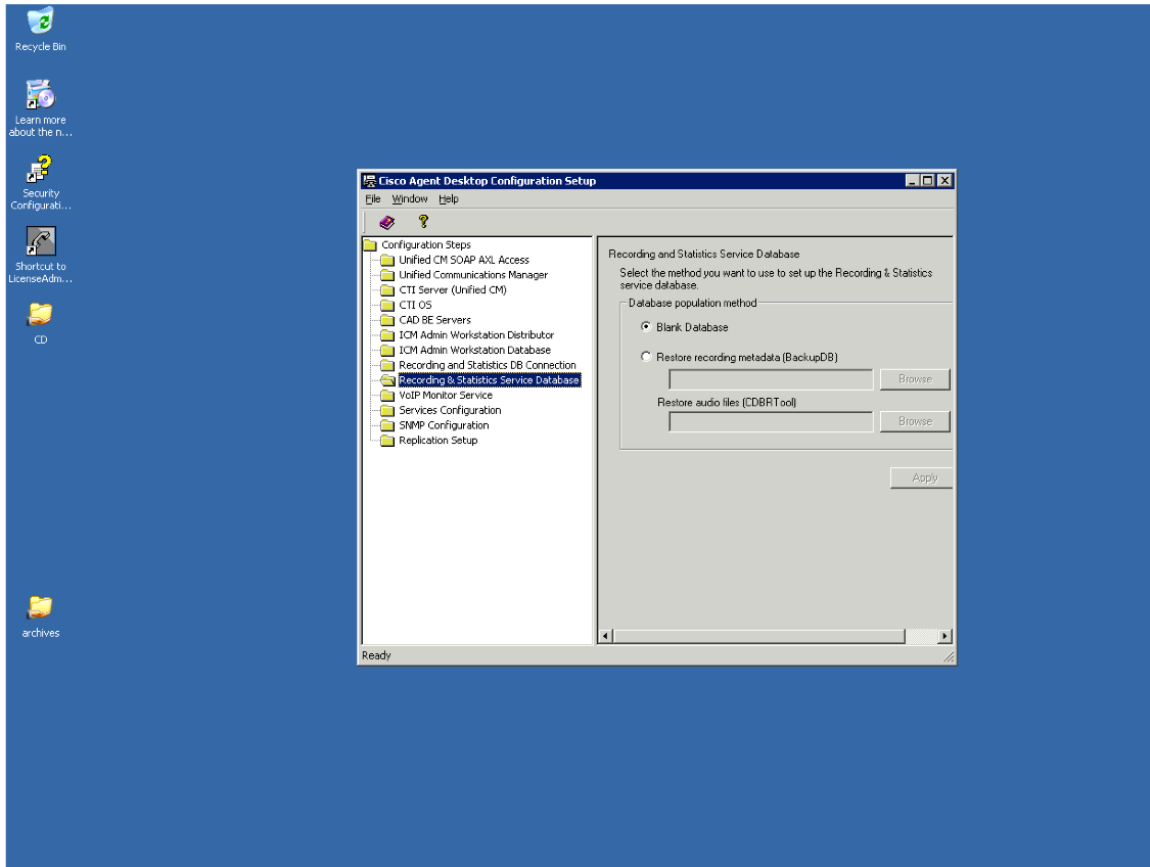 Recycle Bin
Learn more
about the n...
Security
Configurati...
Shortcut to
LicenseAdm...
CD
archives
Cisco Agent Desktop Configuration Setup
File Window Help
Configuration Steps
Unified CM SOAP AXL Access
Unified Communications Manager
CTI Server (Unified CM)
CTI OS
CAD BE Servers
ICM Admin Workstation Distributor
ICM Admin Workstation Database
Recording and Statistics DB Connection
Recording & Statistics Service Database
VoIP Monitor Service
Services Configuration
SNMP Configuration
Replication Setup
Recording and Statistics Service Database
Select the method you want to use to set up the Recording & Statistics
service database.
Database population method
Blank Database
Restore recording metadata (BackupDB)
Browse
Restore audio files (CDBRTool)
Browse
Apply
Ready